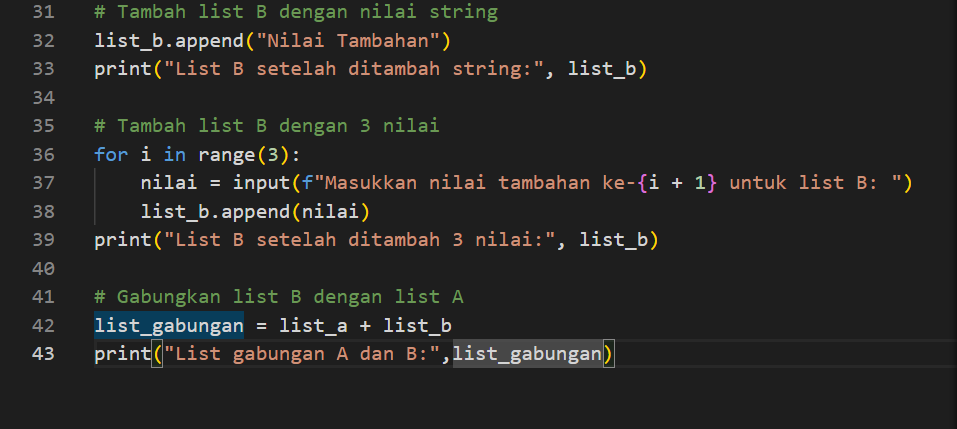 31 # Tambah list B dengan nilai string
32 list_b.append("Nilai Tambahan")
33 print("List B setelah ditambah string:", list_b)
34
35 # Tambah list B dengan 3 nilai
36 for i in range(3):
37     nilai = input(f"Masukkan nilai tambahan ke-{i + 1} untuk list B: ")
38     list_b.append(nilai)
39 print("List B setelah ditambah 3 nilai:", list_b)
40
41 # Gabungkan list B dengan list A
42 list_gabungan = list_a + list_b
43 print("List gabungan A dan B:",list_gabungan)